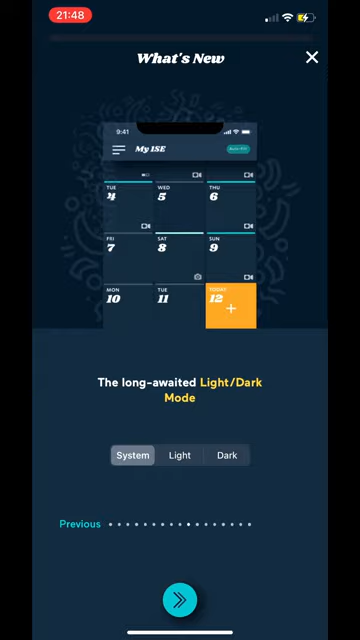 21:48
What's New
9:41
My 1SE
TUE WED THU
4 5 6
FRI SAT SUN
7 8 9
MON TUE TODAY
10 11 12
+
The long-awaited Light/Dark
Mode
System Light Dark
Previous